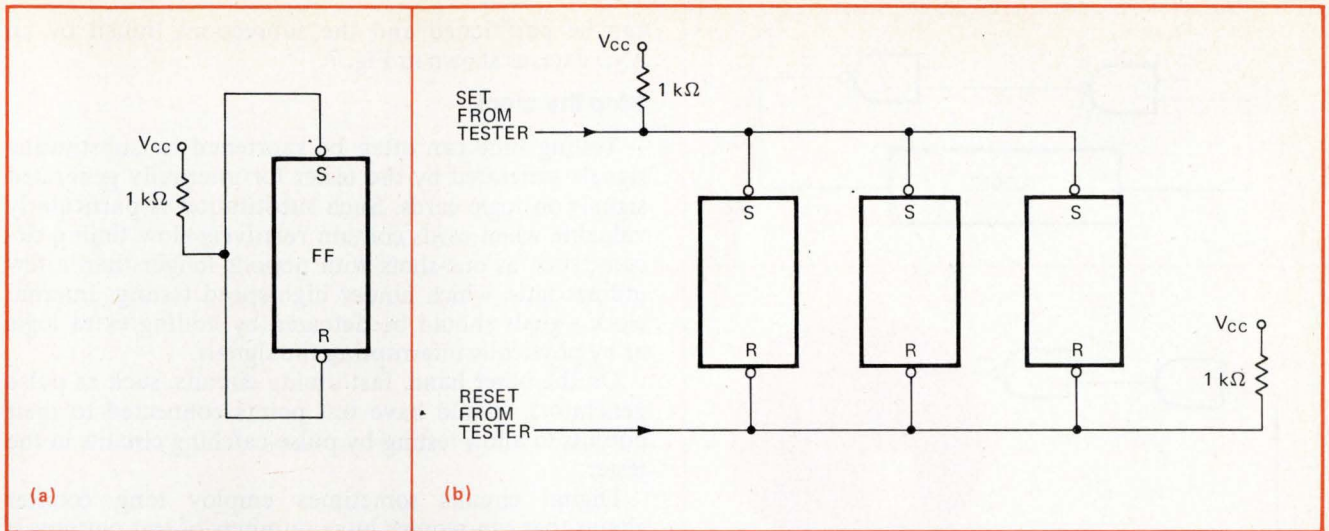 VCC
1 kΩ
S
FF
R
(a)
VCC
1 kΩ
SET
FROM
TESTER
S S S
R R R
VCC
1 kΩ
RESET
FROM
TESTER
(b)